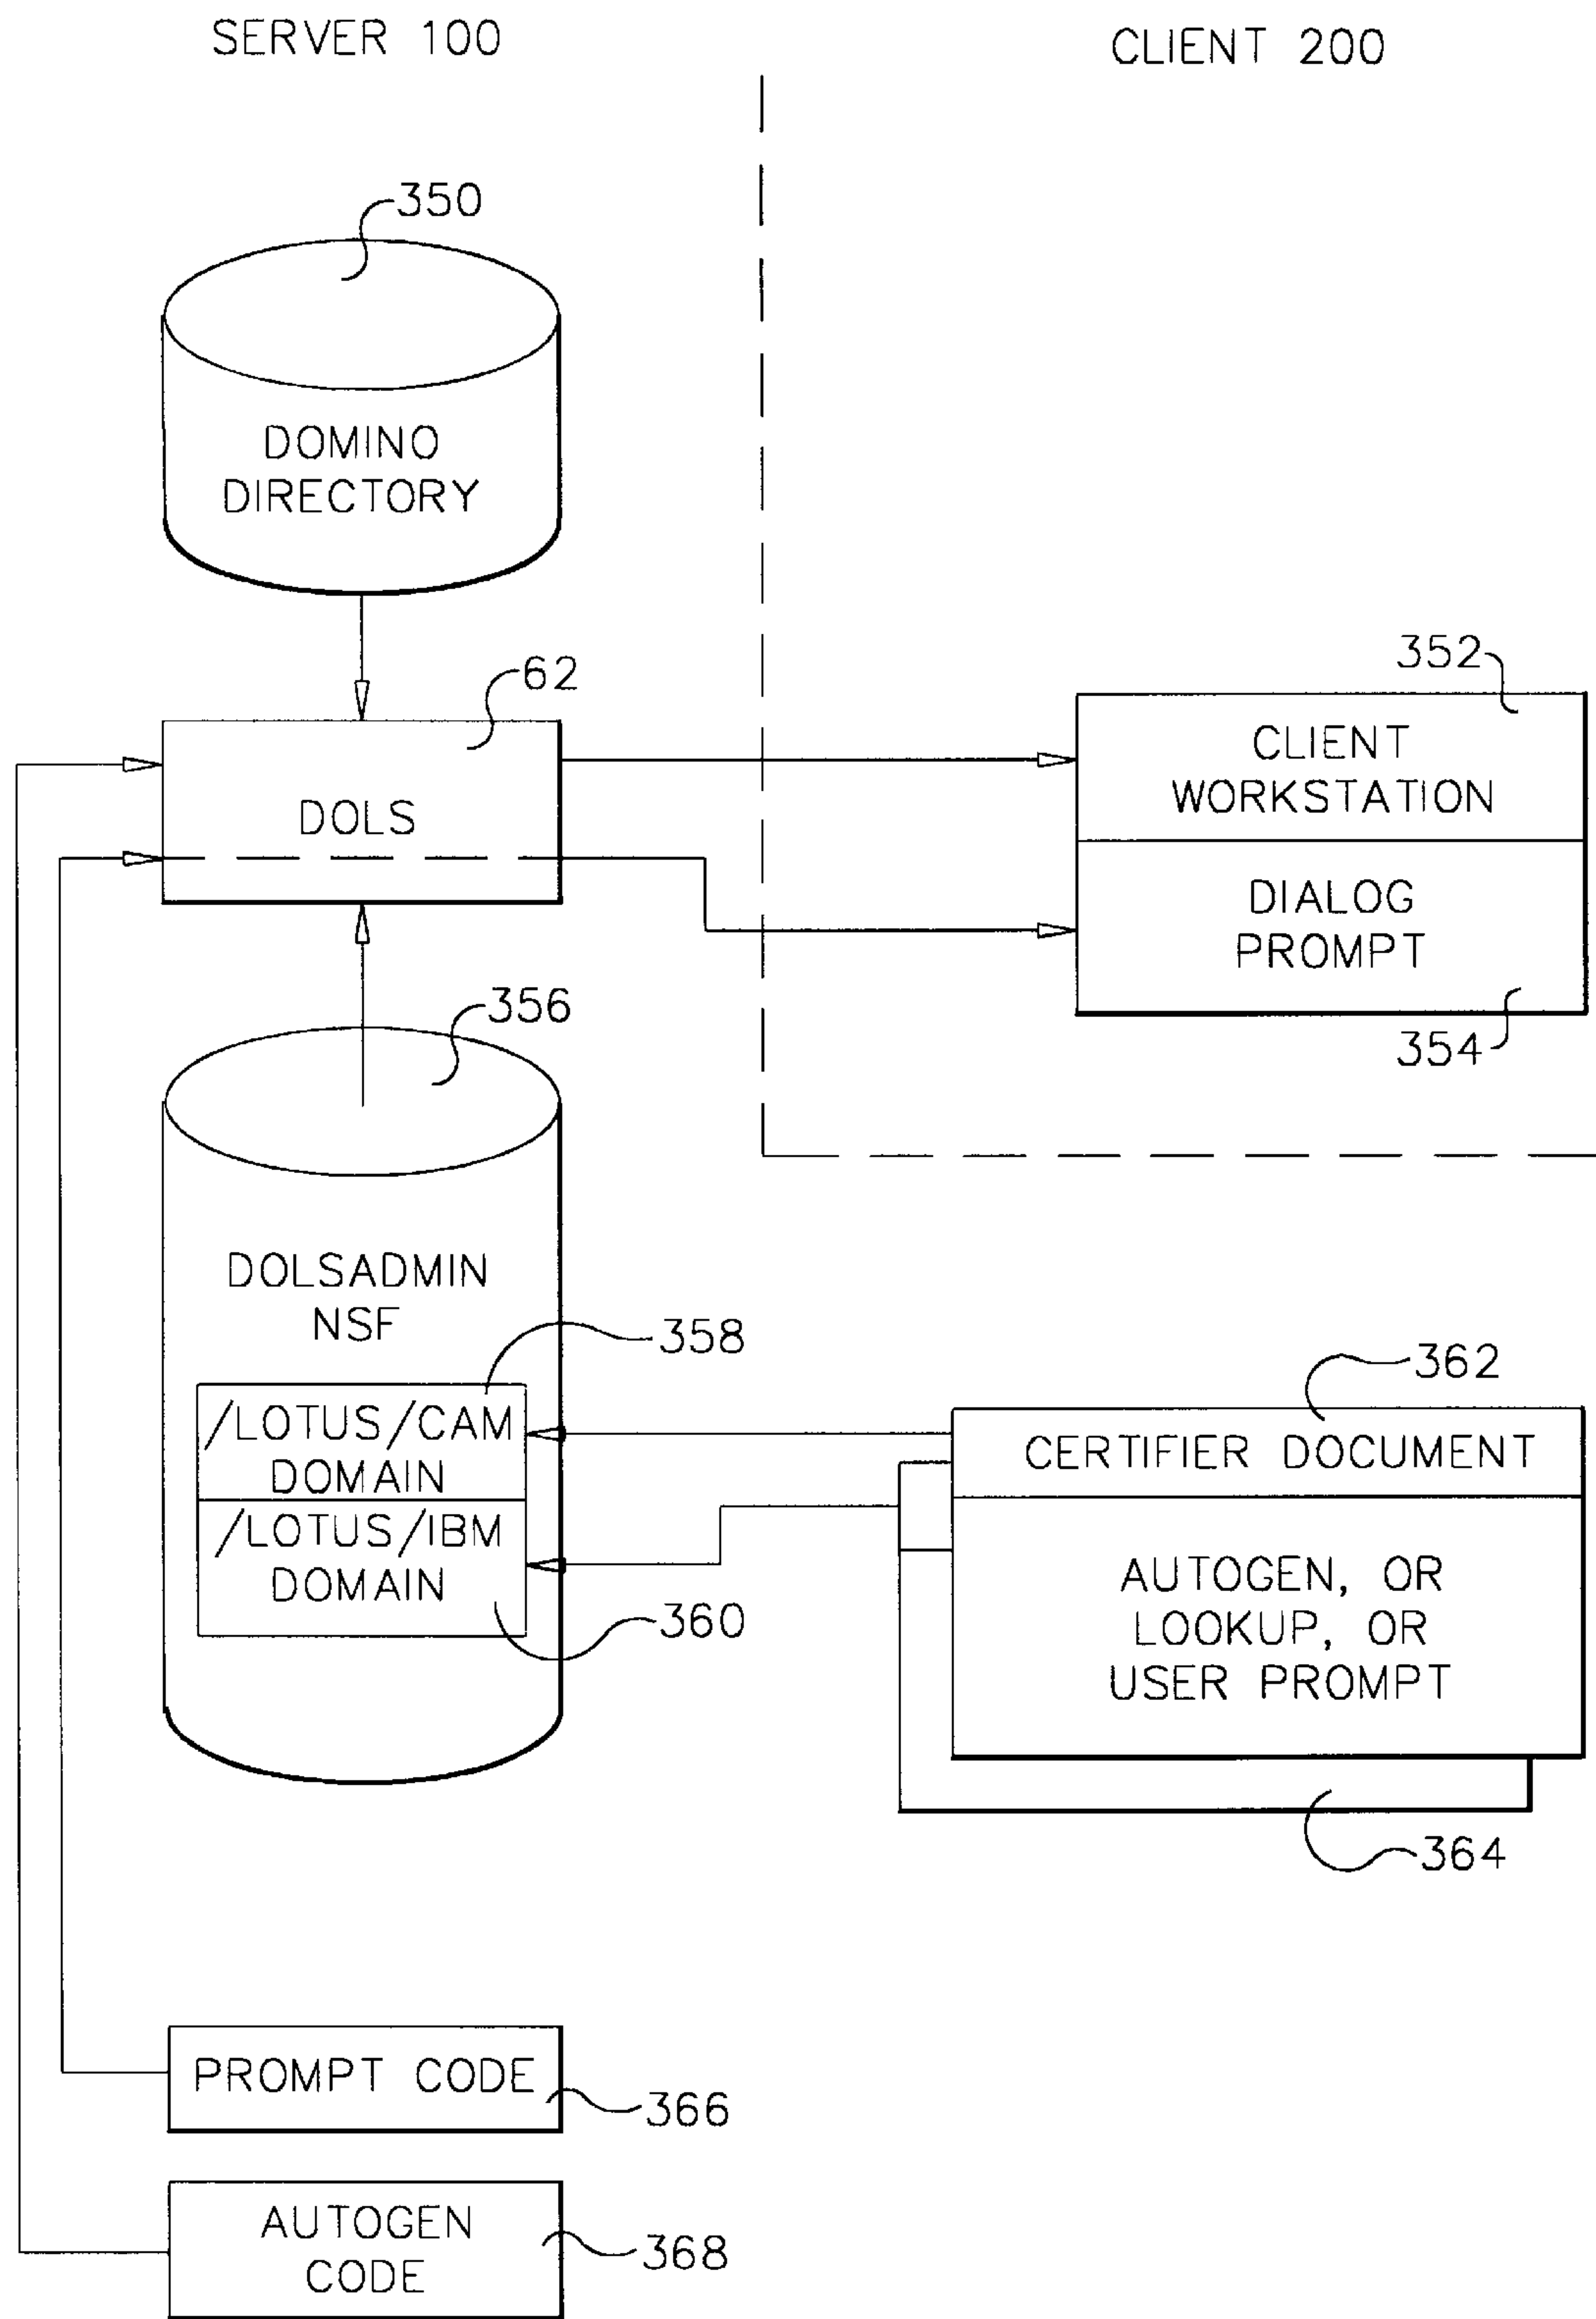 SERVER 100
CLIENT 200
350
DOMINO
DIRECTORY
62
DOLS
352
CLIENT
WORKSTATION
DIALOG
PROMPT
354
356
DOLSADMIN
NSF
358
/LOTUS/CAM
DOMAIN
/LOTUS/IBM
DOMAIN
360
362
CERTIFIER DOCUMENT
AUTOGEN, OR
LOOKUP, OR
USER PROMPT
364
PROMPT CODE
366
AUTOGEN
CODE
368